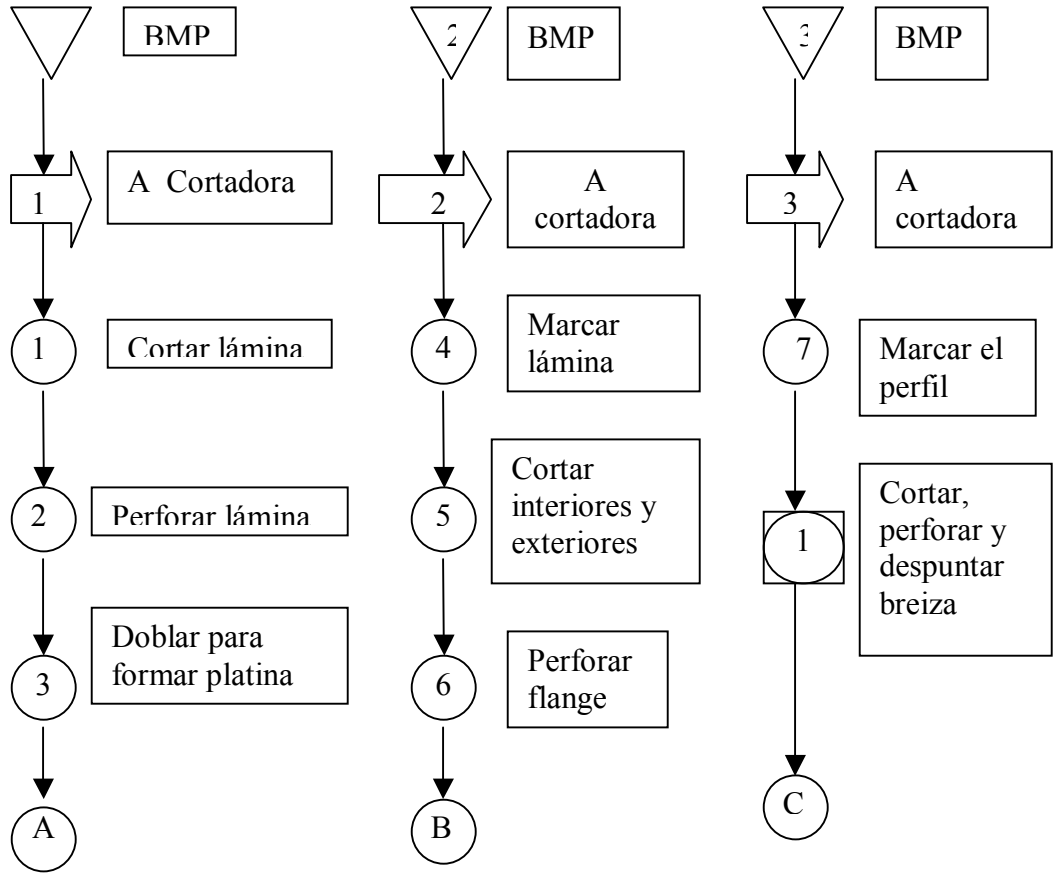 BMP
1
A Cortadora
1
Cortar lámina
2
Perforar lámina
3
Doblar para
formar platina
A
2
BMP
2
A
cortadora
4
Marcar
lámina
5
Cortar
interiores y
exteriores
6
Perforar
flange
B
3
BMP
3
A
cortadora
7
Marcar el
perfil
1
Cortar,
perforar y
despuntar
breiza
C